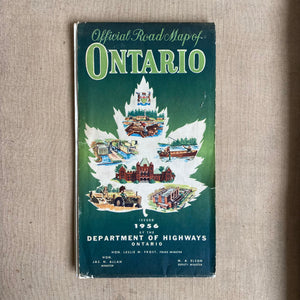 Official Road Map of
ONTARIO
ISSUED
1956
BY THE
DEPARTMENT OF HIGHWAYS
ONTARIO
HON. LESLIE M. FROST, PRIME MINISTER
HON.
JAS. N. ALLAN
MINISTER
M. A. ELSON
DEPUTY MINISTER